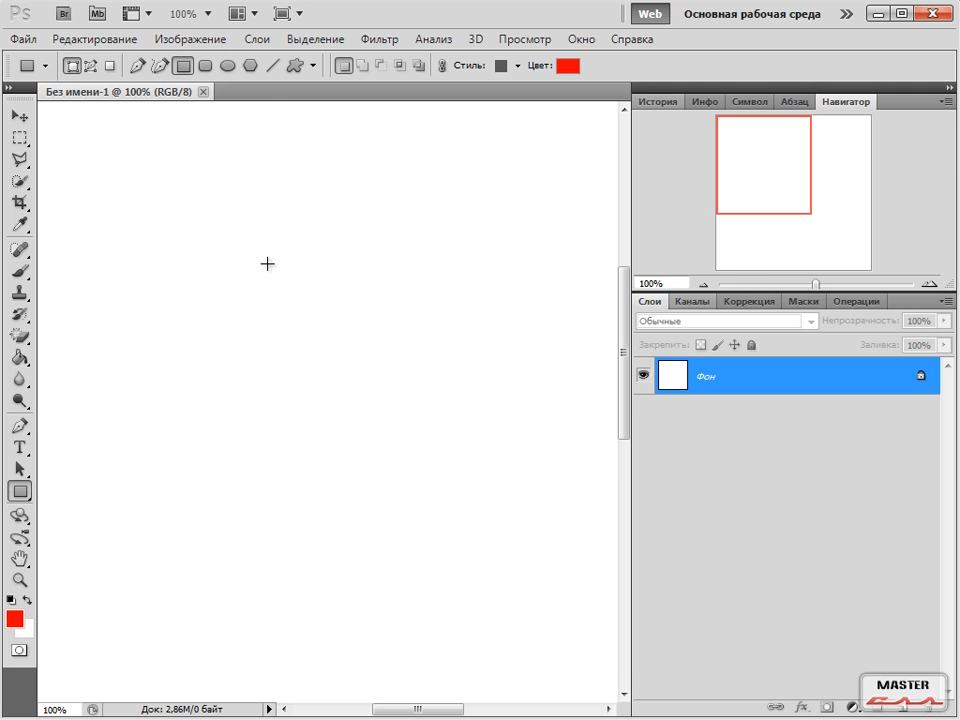 Ps Br Mb 100% Web Основная рабочая среда
Файл Редактирование Изображение Слои Выделение Фильтр Анализ 3D Просмотр Окно Справка
Стиль: Цвет:
Без имени-1 @ 100% (RGB/8)
История Инфо Символ Абзац Навигатор
100%
Слои Каналы Коррекция Маски Операции
Обычные Непрозрачность: 100%
Закрепить: Заливка: 100%
Фон
T
MASTER
100% Док: 2,86M/0 байт fx